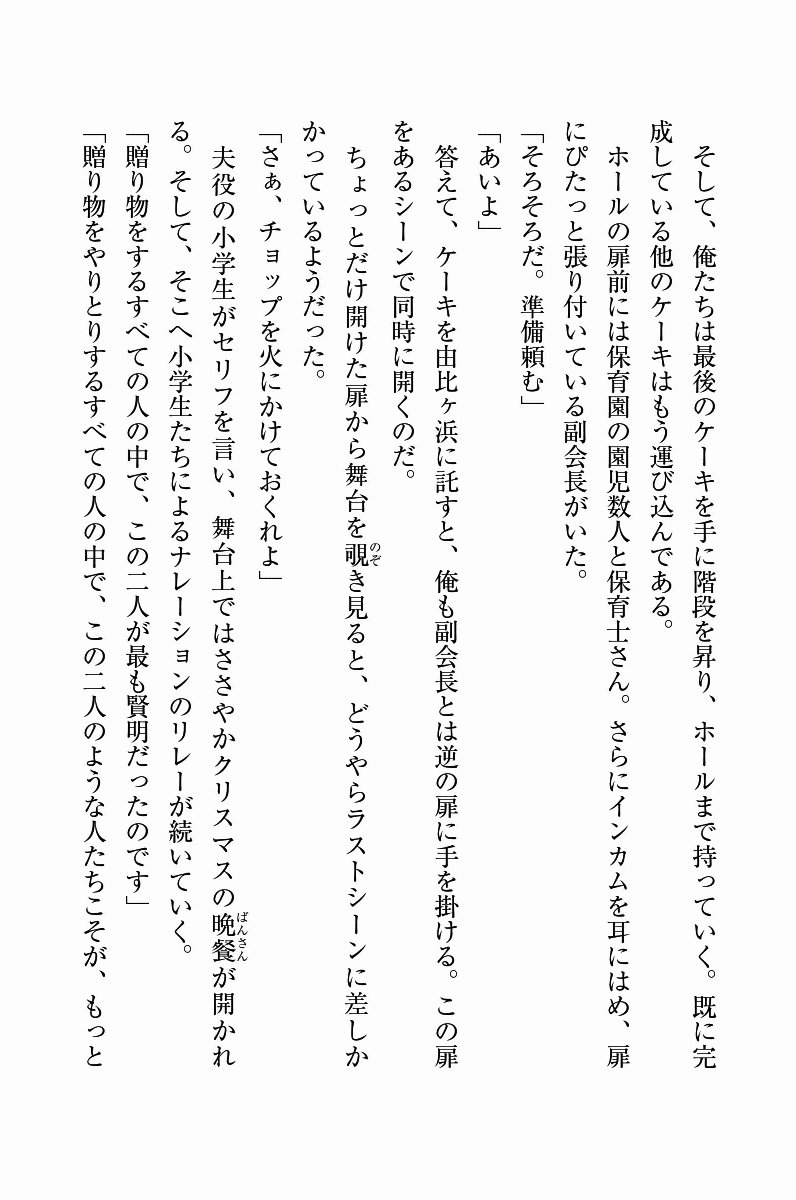 そして、俺たちは最後のケーキを手に階段を昇り、ホールまで持っていく。既に完
成している他のケーキはもう運び込んである。
　ホールの扉前には保育園の園児数人と保育士さん。さらにインカムを耳にはめ、扉
にぴたっと張り付いている副会長がいた。
「そろそろだ。準備頼む」
「あいよ」
　答えて、ケーキを由比ヶ浜に託すと、俺も副会長とは逆の扉に手を掛ける。この扉
をあるシーンで同時に開くのだ。
　ちょっとだけ開けた扉から舞台を覗のぞき見ると、どうやらラストシーンに差しか
かっているようだった。
「さぁ、チョップを火にかけておくれよ」
　夫役の小学生がセリフを言い、舞台上ではささやかクリスマスの晩餐ばんさんが開かれ
る。そして、そこへ小学生たちによるナレーションのリレーが続いていく。
「贈り物をするすべての人の中で、この二人が最も賢明だったのです」
「贈り物をやりとりするすべての人の中で、この二人のような人たちこそが、もっと